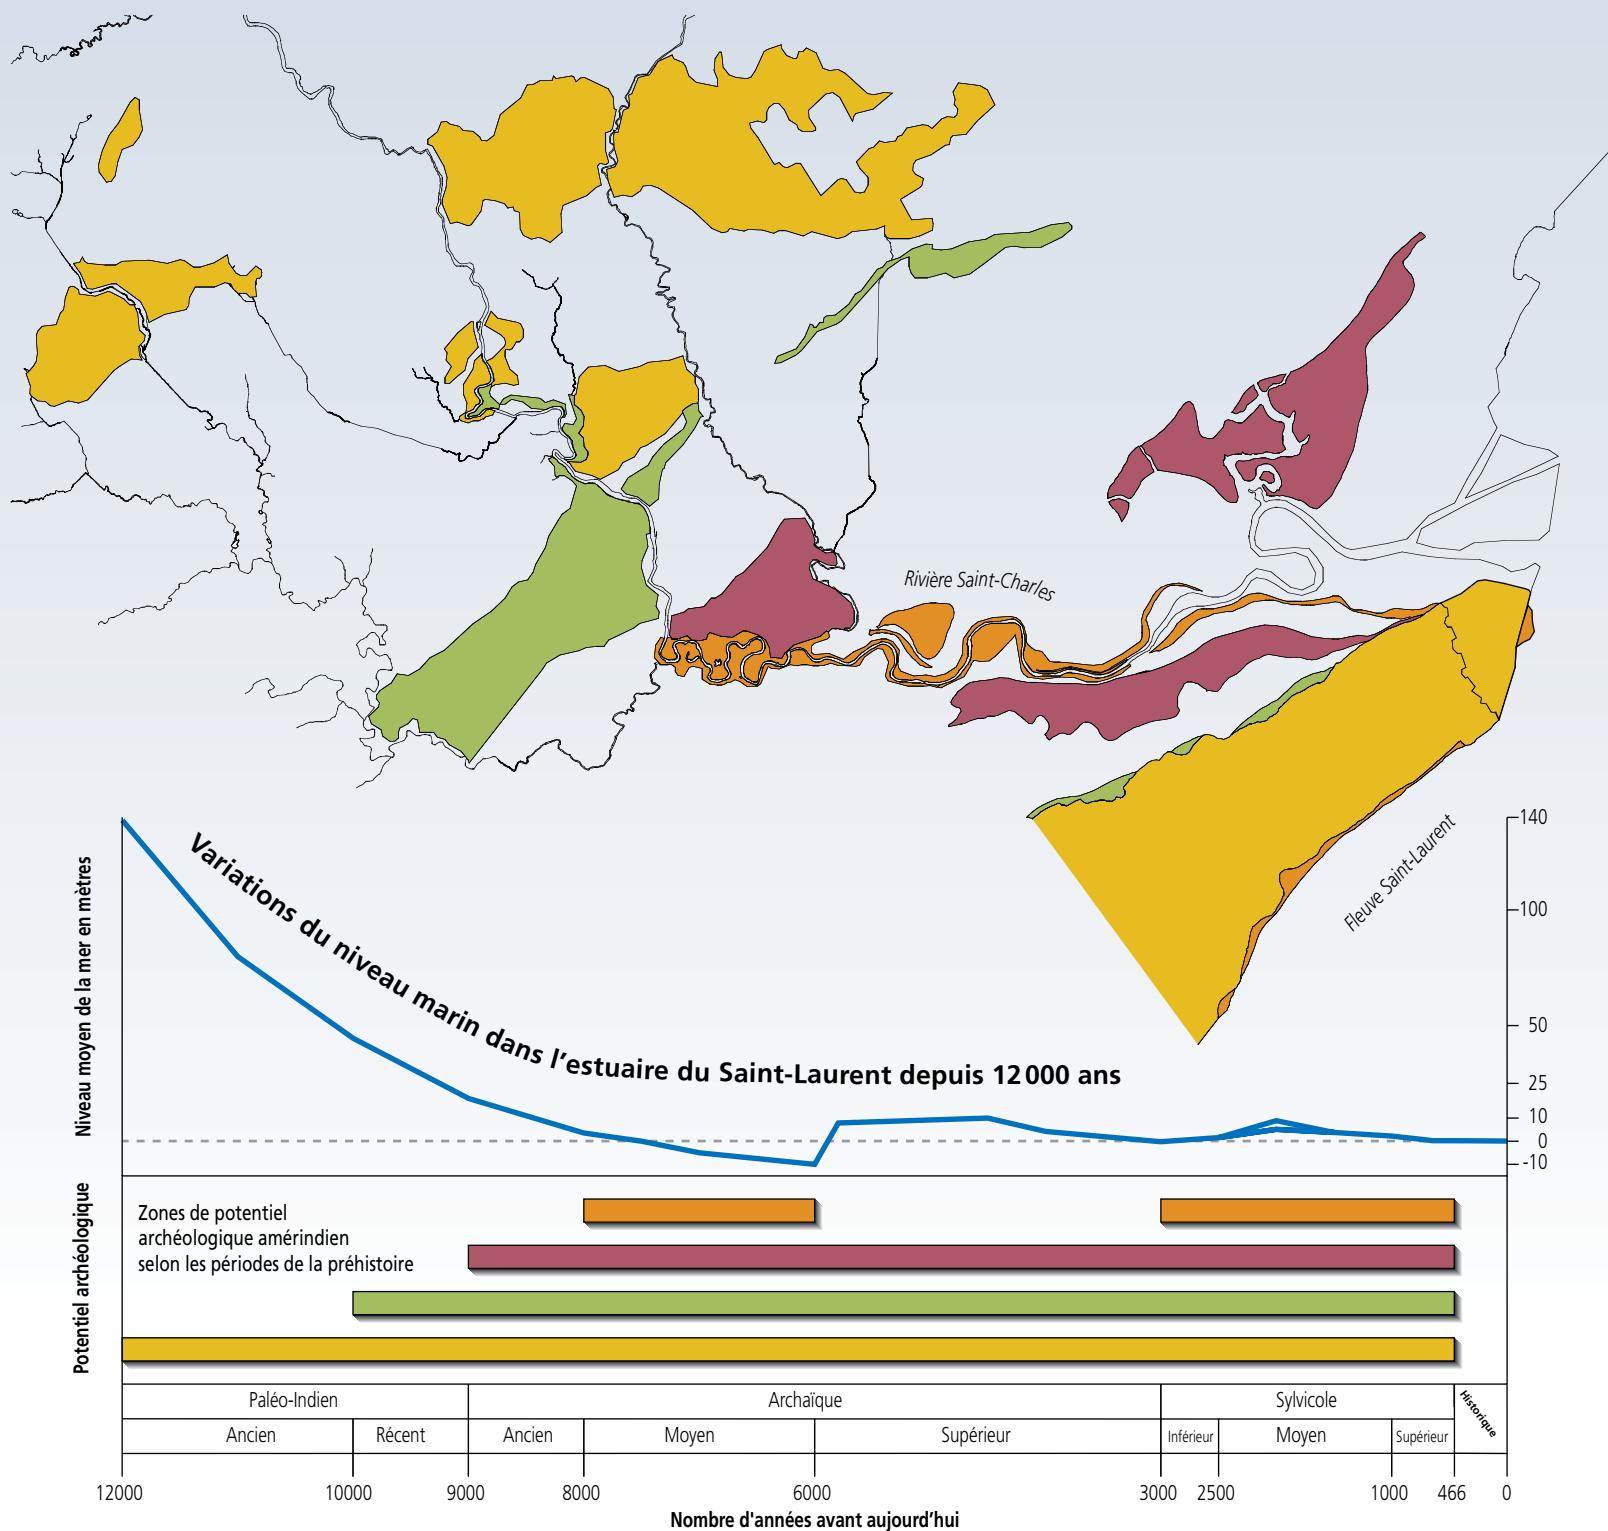 Rivière Saint-Charles
Fleuve Saint-Laurent
Variations du niveau marin dans l'estuaire du Saint-Laurent depuis 12 000 ans
Niveau moyen de la mer en mètres
140
100
50
25
10
0
-10
Potentiel archéologique
Zones de potentiel
archéologique amérindien
selon les périodes de la préhistoire
Paléo-Indien
Archaïque
Sylvicole
Historique
Ancien
Récent
Ancien
Moyen
Supérieur
Inférieur
Moyen
Supérieur
12000
10000
9000
8000
6000
3000
2500
1000
466
0
Nombre d'années avant aujourd'hui